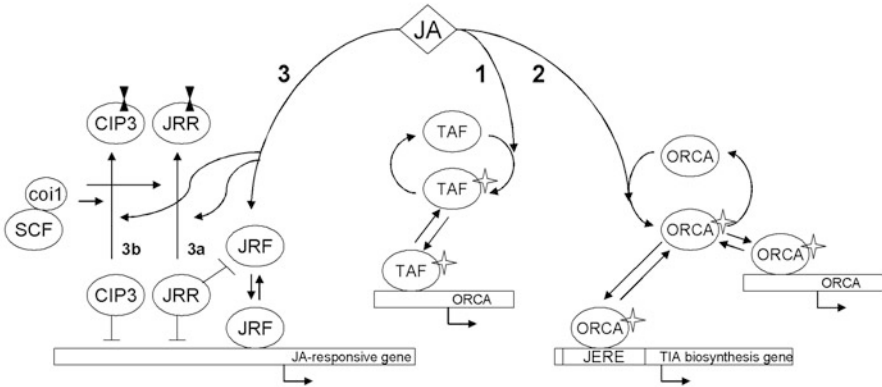 JA
3
1
2
CIP3
JRR
TAF
ORCA
coi1
TAF
SCF
ORCA
3b
3a
JRF
ORCA
TAF
CIP3
JRR
ORCA
ORCA
JRF
ORCA
JA-responsive gene
JERE
TIA biosynthesis gene